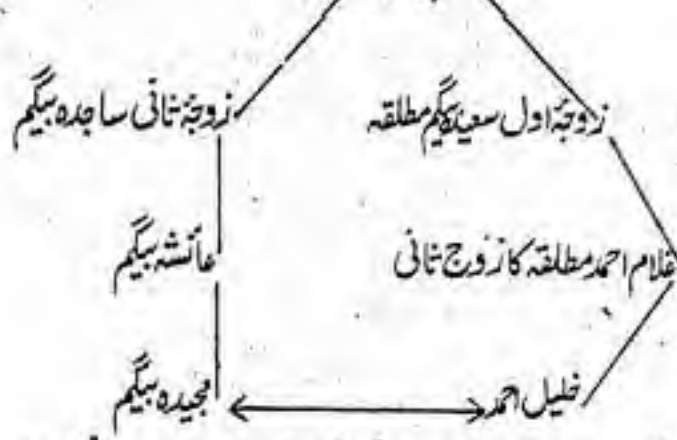 زوجۂ اول سعیدہ بیگم مطلقہ زوجۂ ثانی ساجدہ بیگم
غلام احمد مطلقہ کا زوج ثانی عائشہ بیگم
خلیل احمد مجیدہ بیگم